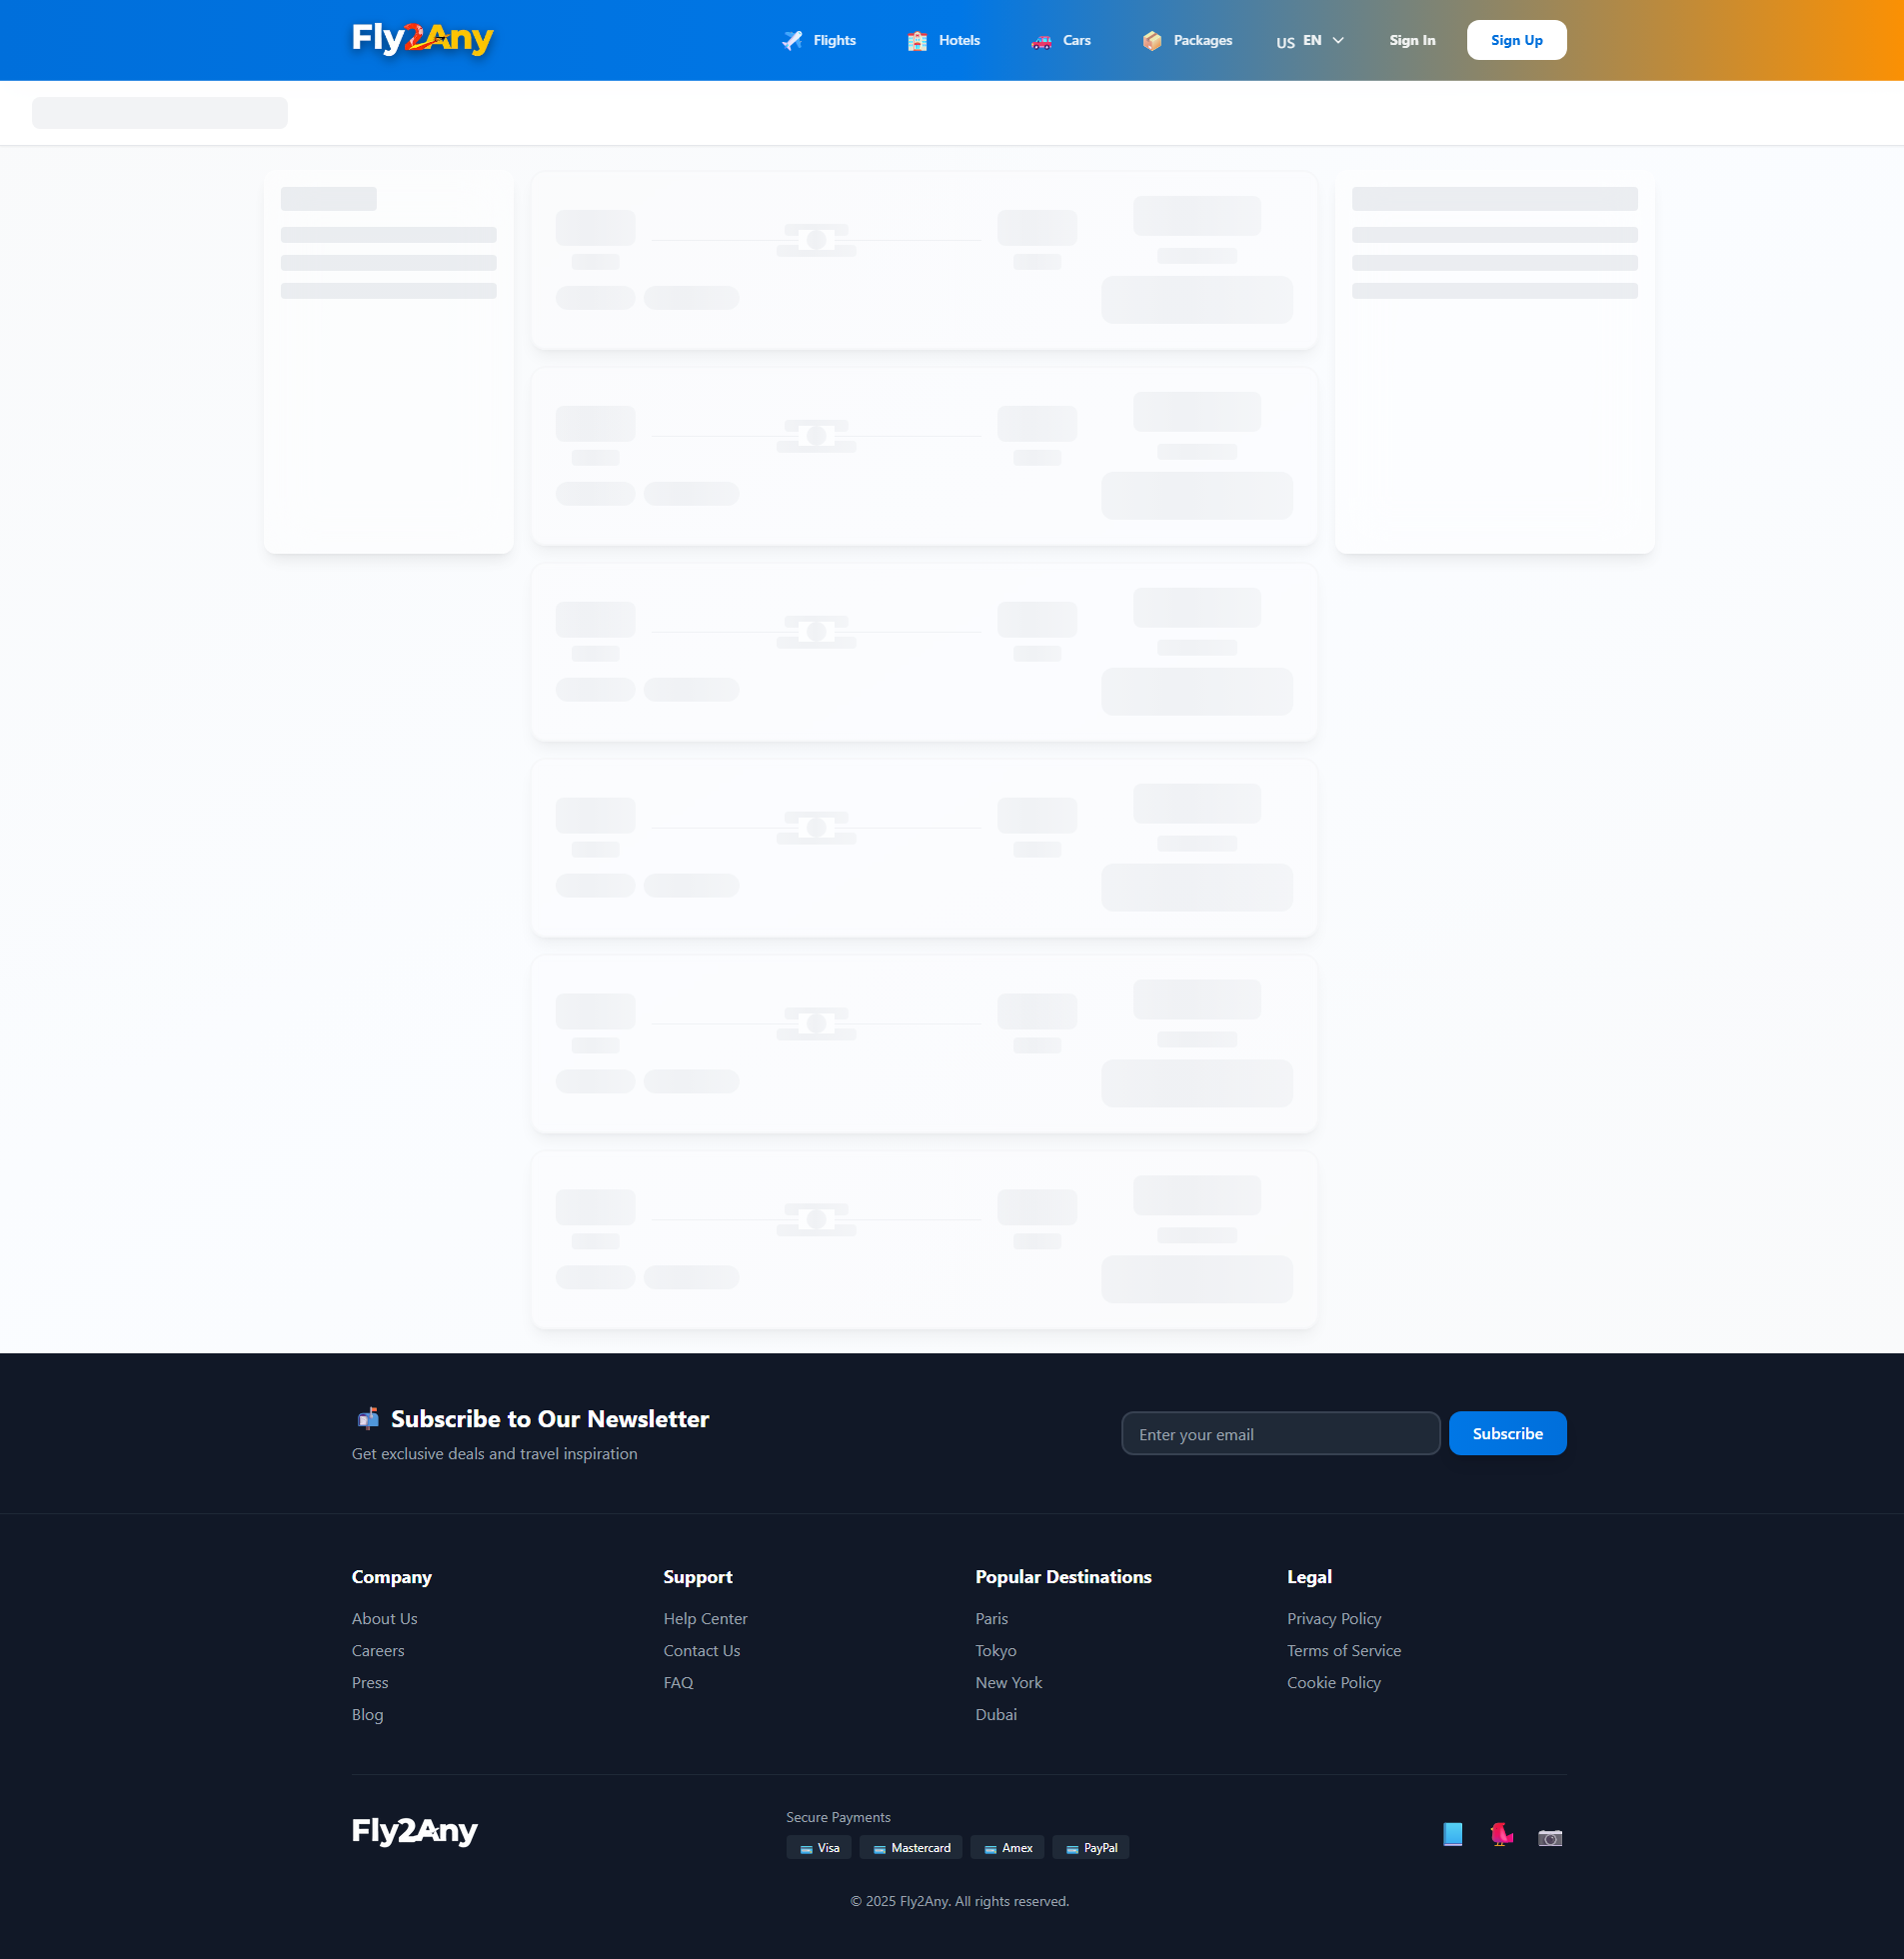 Fly2Any
Flights
Hotels
Cars
Packages
US EN
Sign In
Sign Up
Subscribe to Our Newsletter
Get exclusive deals and travel inspiration
Enter your email
Subscribe
Company
About Us
Careers
Press
Blog
Support
Help Center
Contact Us
FAQ
Popular Destinations
Paris
Tokyo
New York
Dubai
Legal
Privacy Policy
Terms of Service
Cookie Policy
Fly2Any
Secure Payments
Visa
Mastercard
Amex
PayPal
© 2025 Fly2Any. All rights reserved.